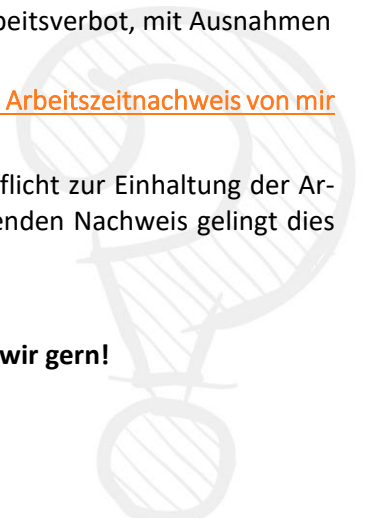 beitsverbot, mit Ausnahmen
Arbeitszeitnachweis von mir
flicht zur Einhaltung der Ar-
enden Nachweis gelingt dies
wir gern!